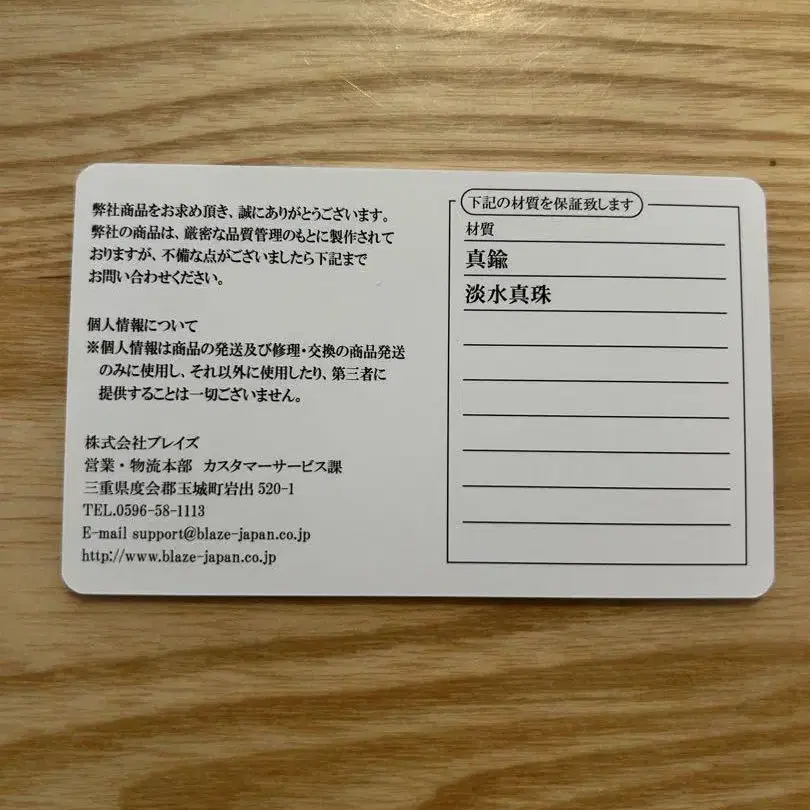 弊社商品をお求め頂き、誠にありがとうございます。
弊社の商品は、厳密な品質管理のもとに製作されて
おりますが、不備な点がございましたら下記まで
お問い合わせください。
個人情報について
※個人情報は商品の発送及び修理・交換の商品発送
のみに使用し、それ以外に使用したり、第三者に
提供することは一切ございません。
株式会社ブレイズ
営業・物流本部 カスタマーサービス課
三重県度会郡玉城町岩出520-1
TEL.0596-58-1113
E-mail support@blaze-japan.co.jp
http://www.blaze-japan.co.jp
下記の材質を保証致します
材質
真鍮
淡水真珠